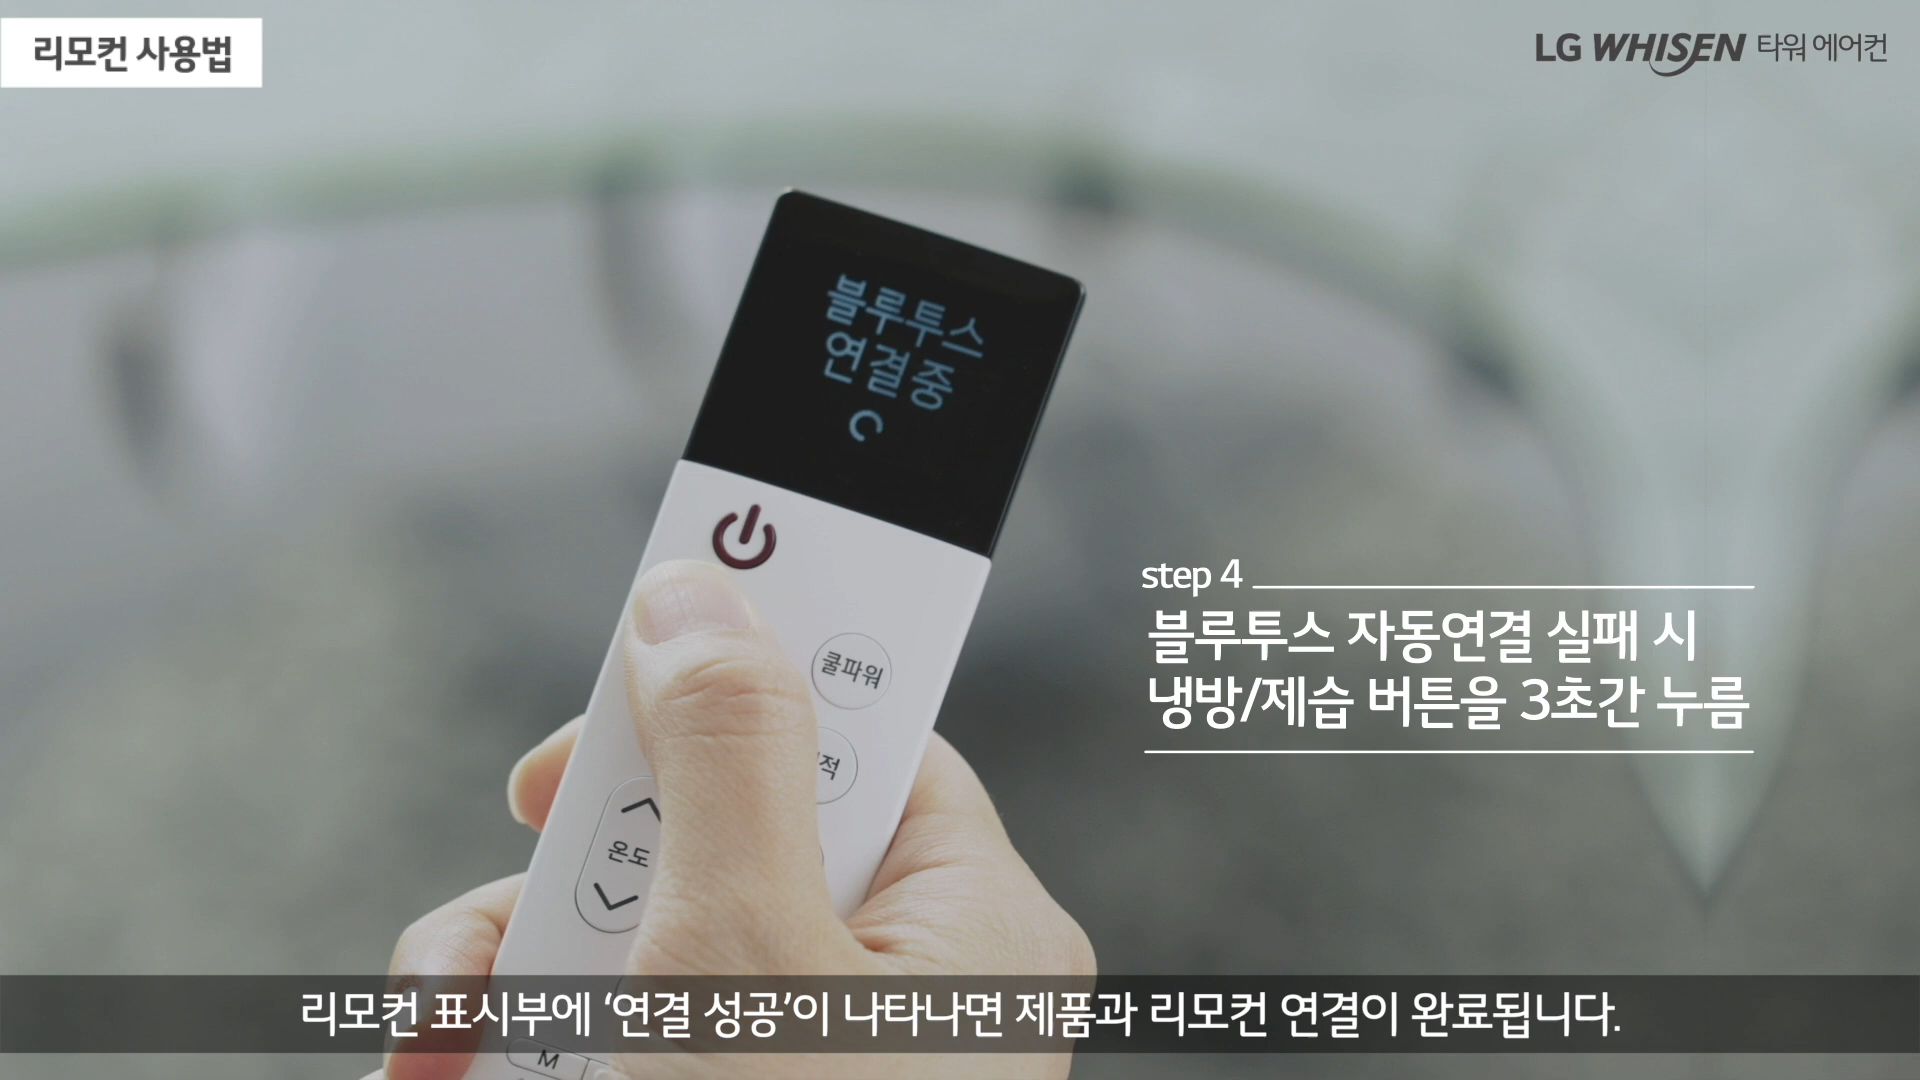 리모컨 사용법
LG WHISEN 타워 에어컨
블루투스
연결중
쿨파워
step 4
블루투스 자동연결 실패 시
냉방/제습 버튼을 3초간 누름
온도
리모컨 표시부에 ‘연결 성공’이 나타나면 제품과 리모컨 연결이 완료됩니다.
M